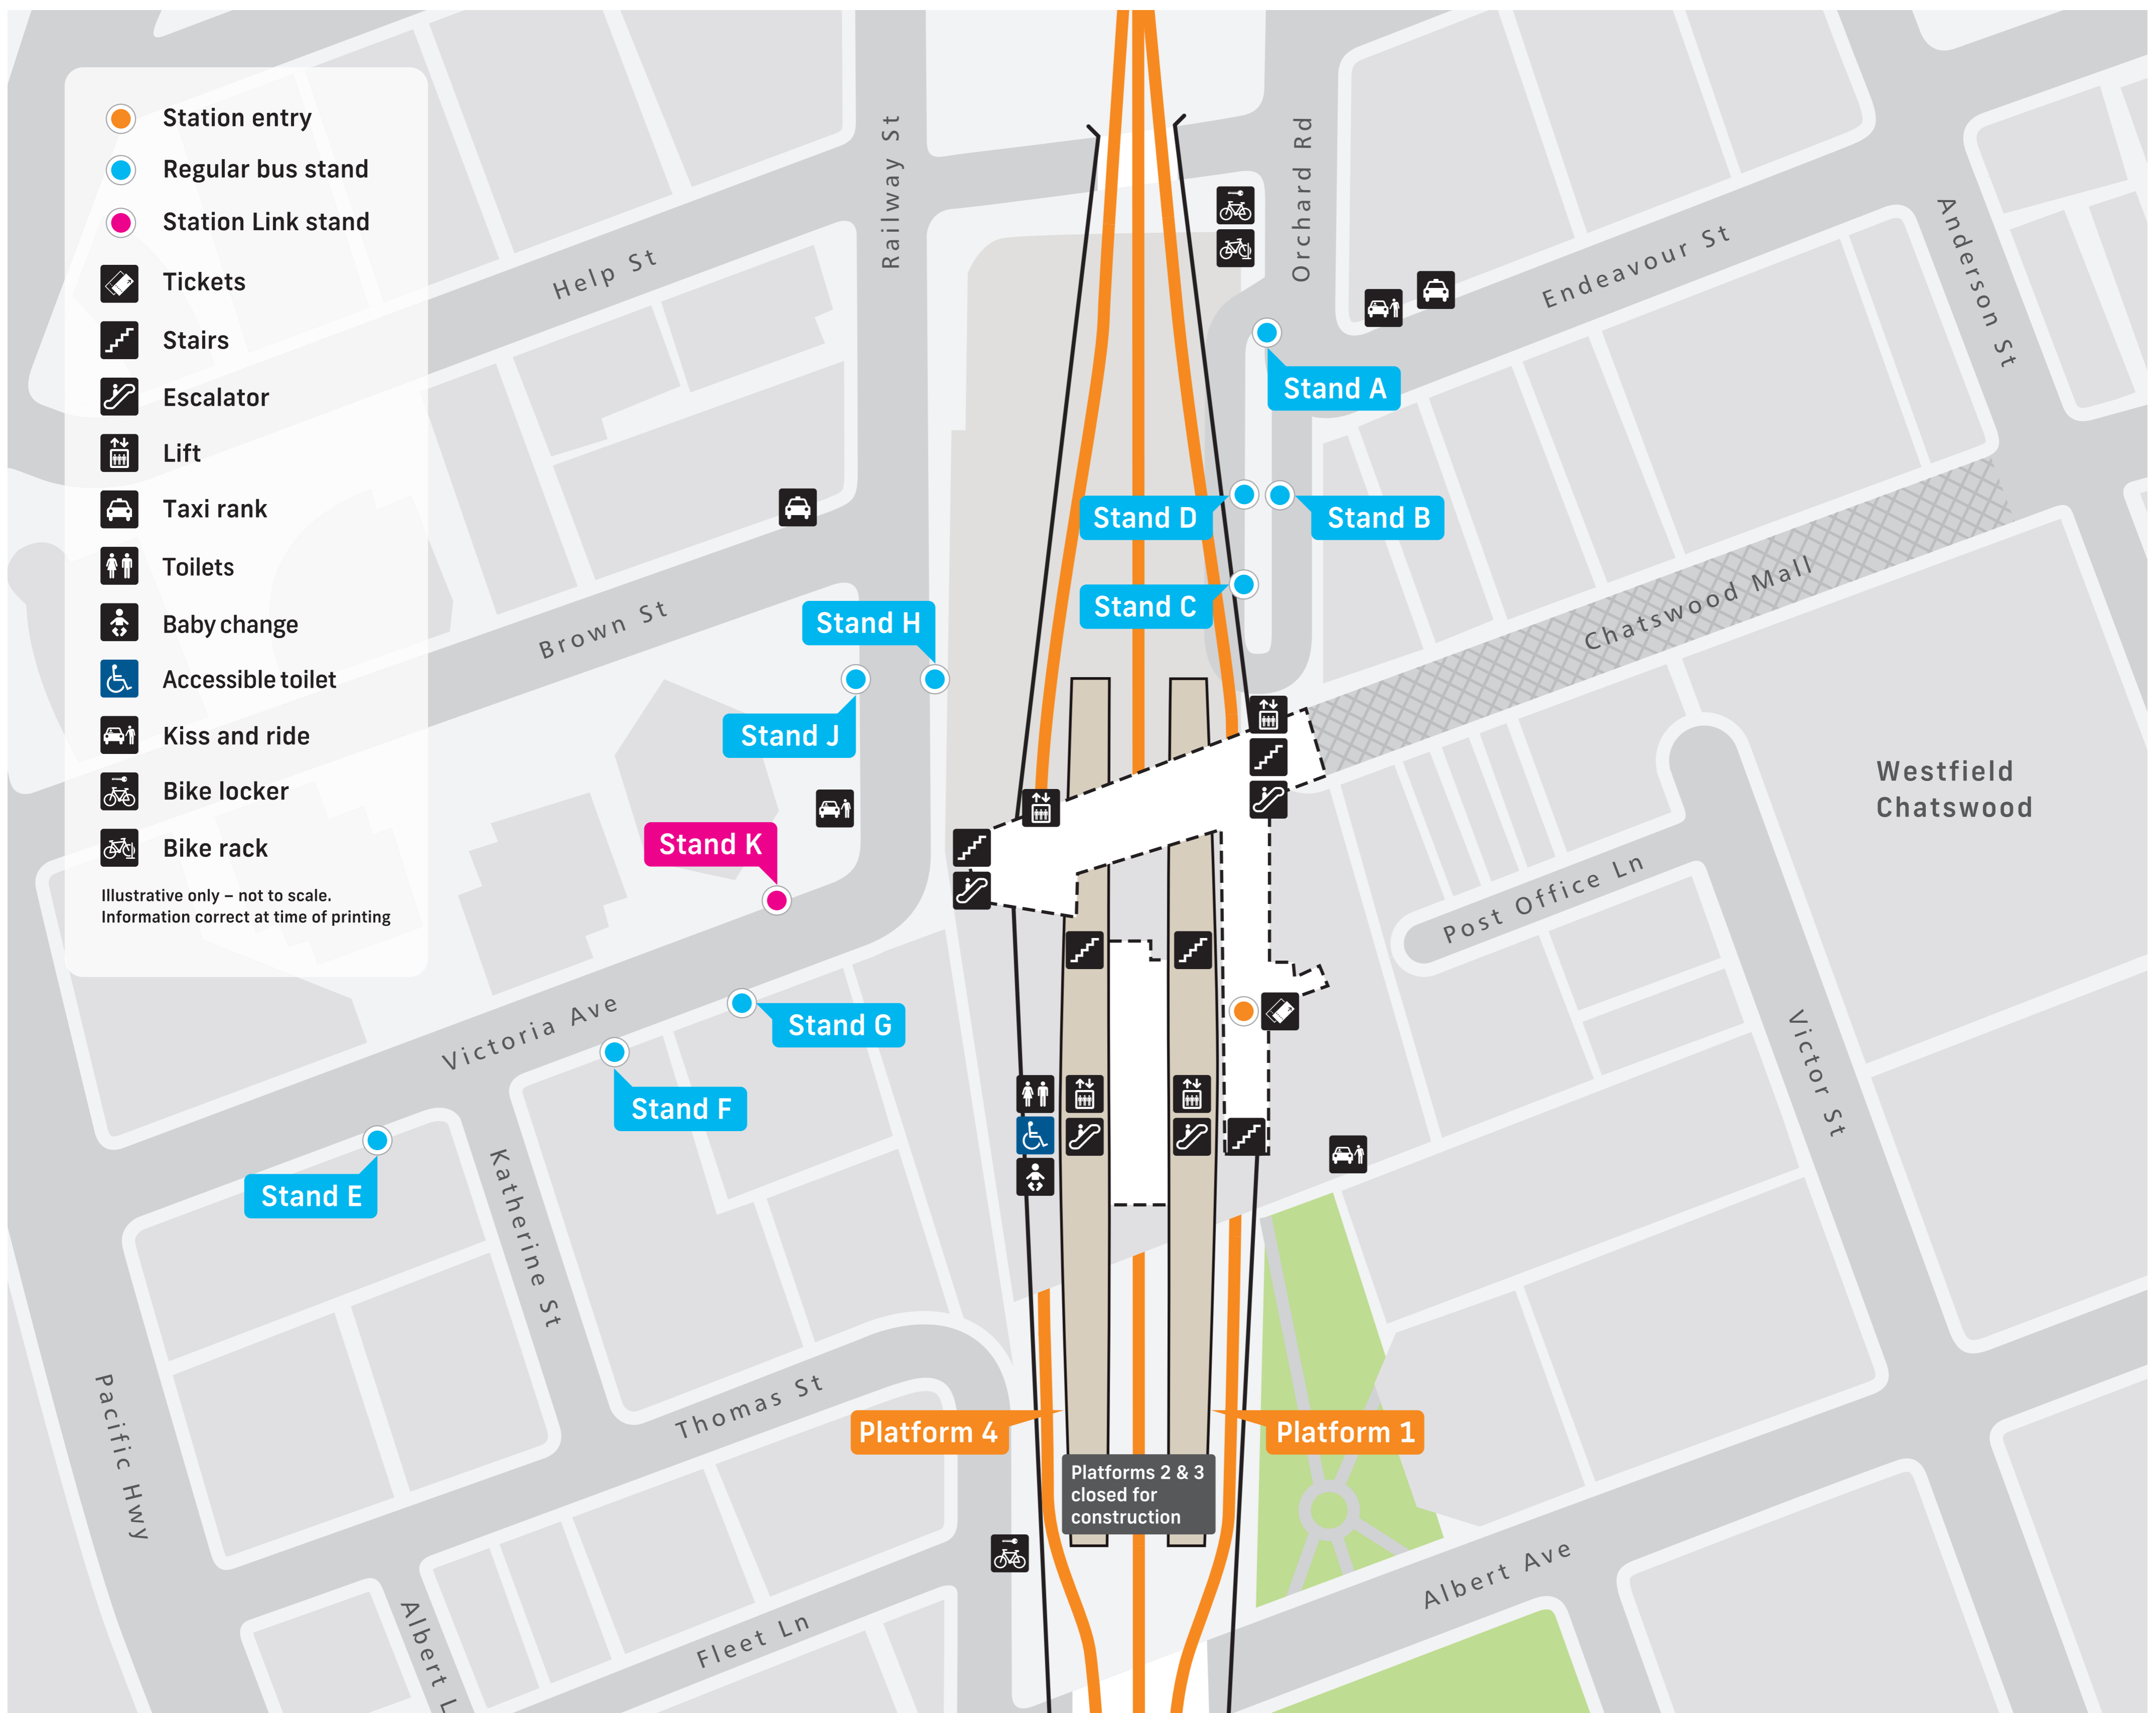 Station entry
Regular bus stand
Station Link stand
Tickets
Stairs
Escalator
Lift
Taxi rank
Toilets
Baby change
Accessible toilet
Kiss and ride
Bike locker
Bike rack
Illustrative only – not to scale.
Information correct at time of printing
Railway St
Orchard Rd
Help St
Endeavour St
Anderson St
Stand A
Stand D
Stand B
Stand C
Chatswood Mall
Brown St
Stand H
Stand J
Stand K
Westfield
Chatswood
Post Office Ln
Victoria Ave
Stand G
Stand F
Victor St
Stand E
Katherine St
Pacific Hwy
Thomas St
Platform 4
Platform 1
Platforms 2 & 3
closed for
construction
Albert Ave
Albert L
Fleet Ln